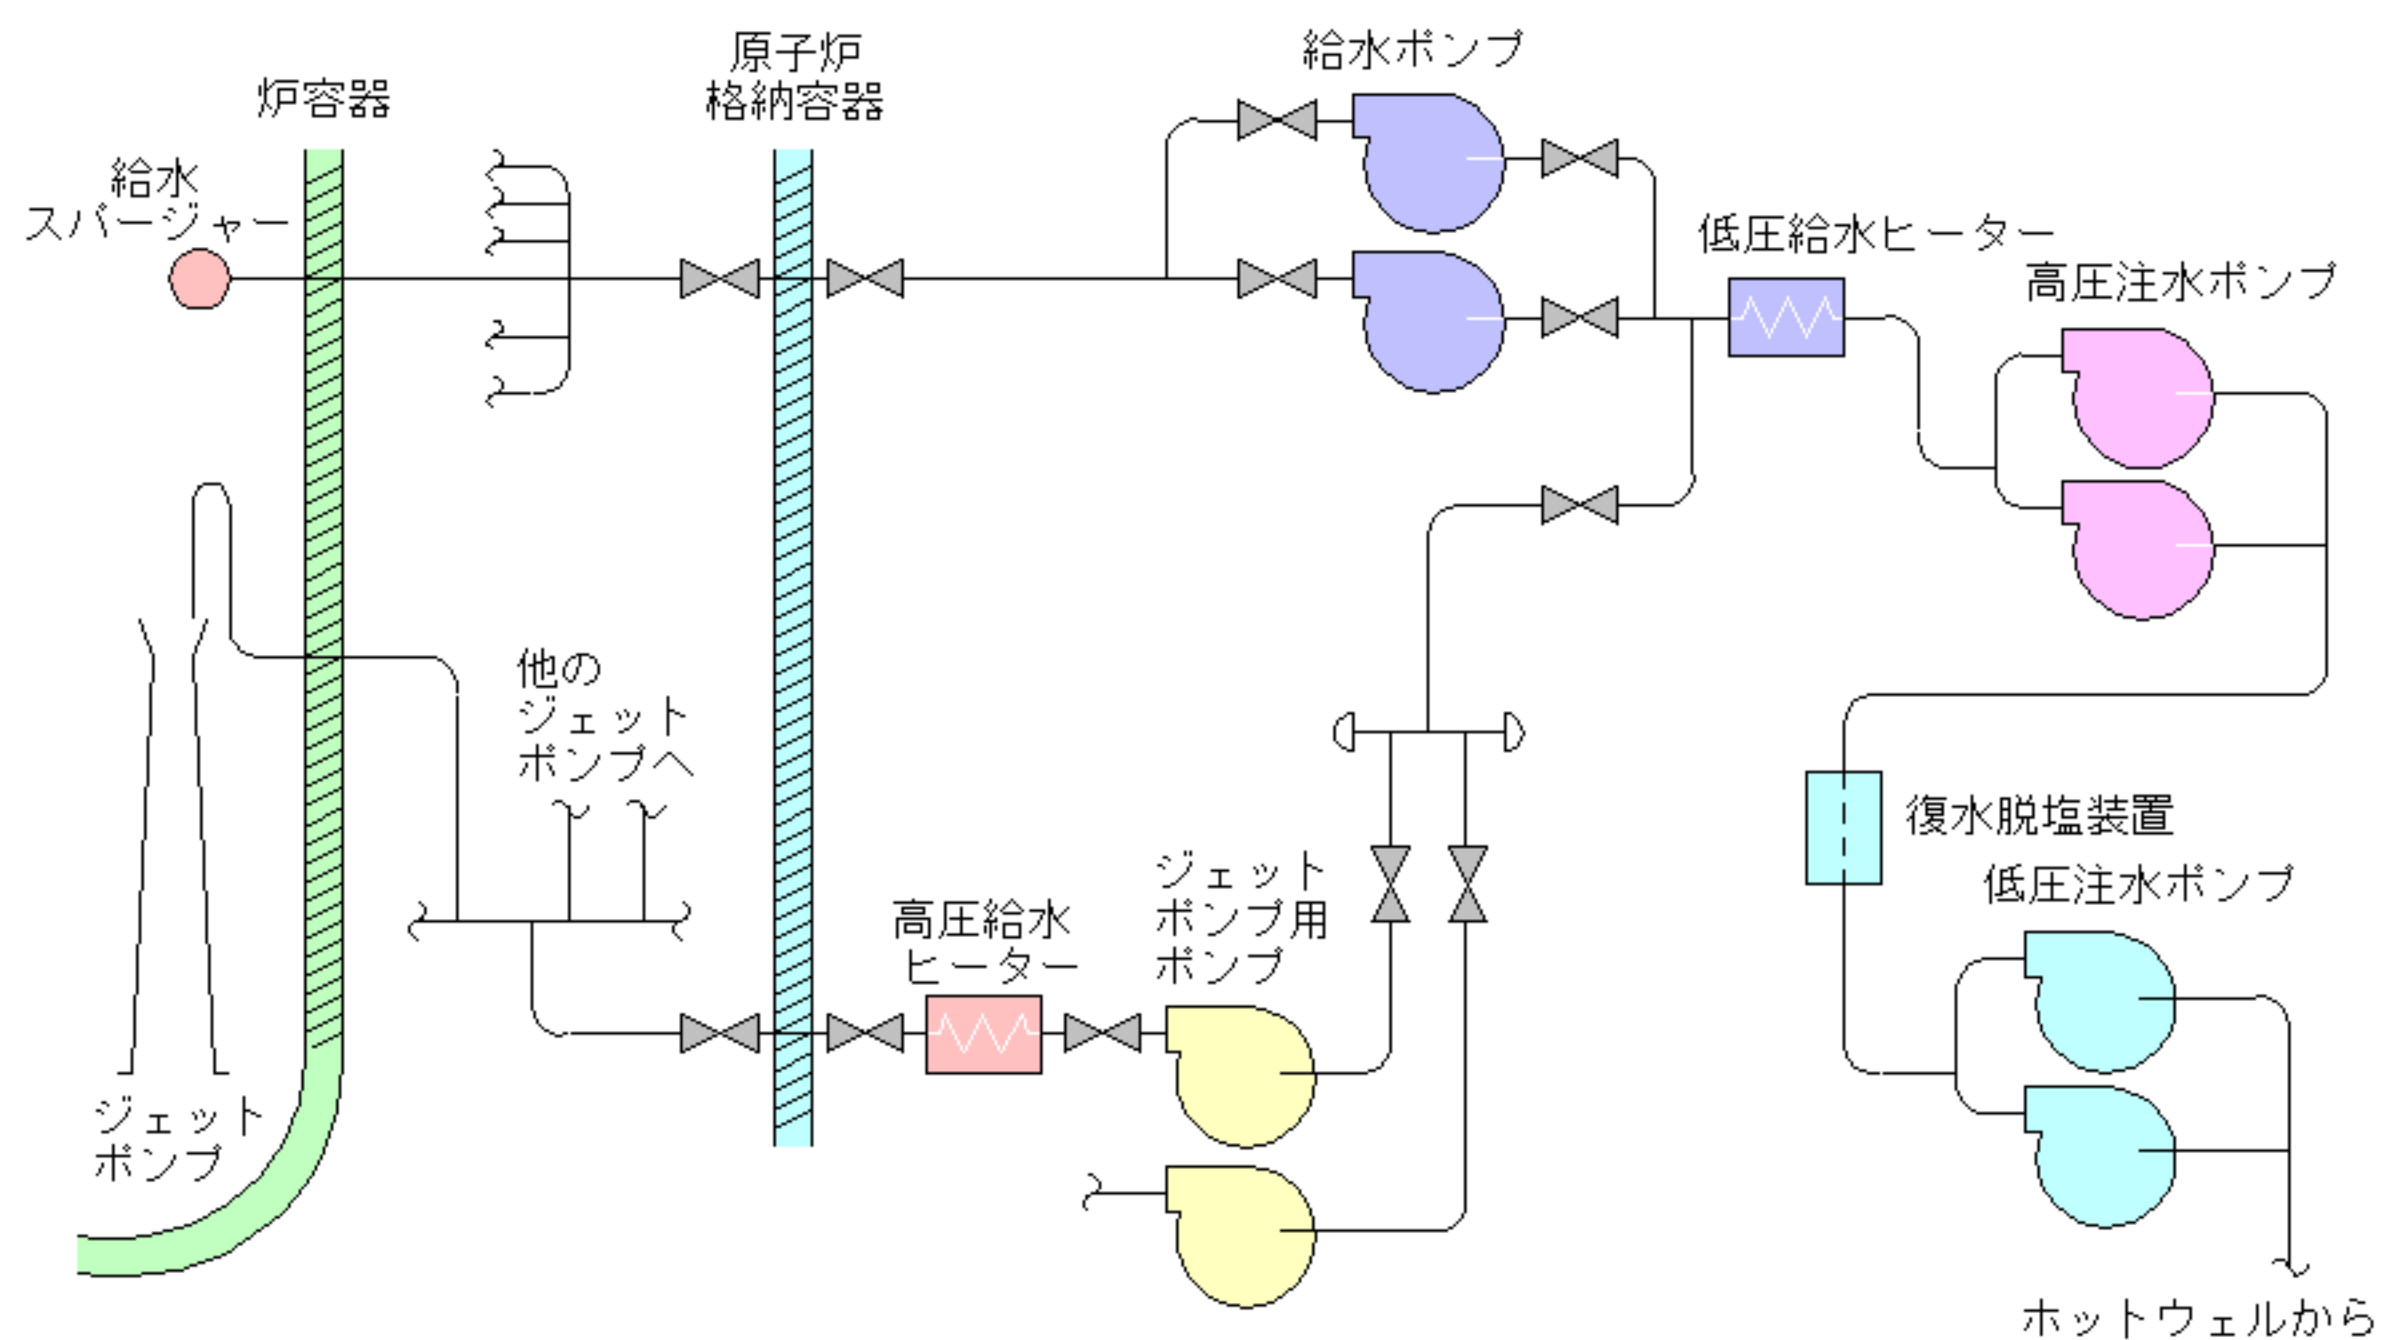 原子炉
格納容器
給水ポンプ
炉容器
給水
スパージャー
低圧給水ヒーター
高圧注水ポンプ
他の
ジェット
ポンプへ
復水脱塩装置
低圧注水ポンプ
高圧給水
ヒーター
ジェット
ポンプ用
ポンプ
ジェット
ポンプ
ホットウェルから